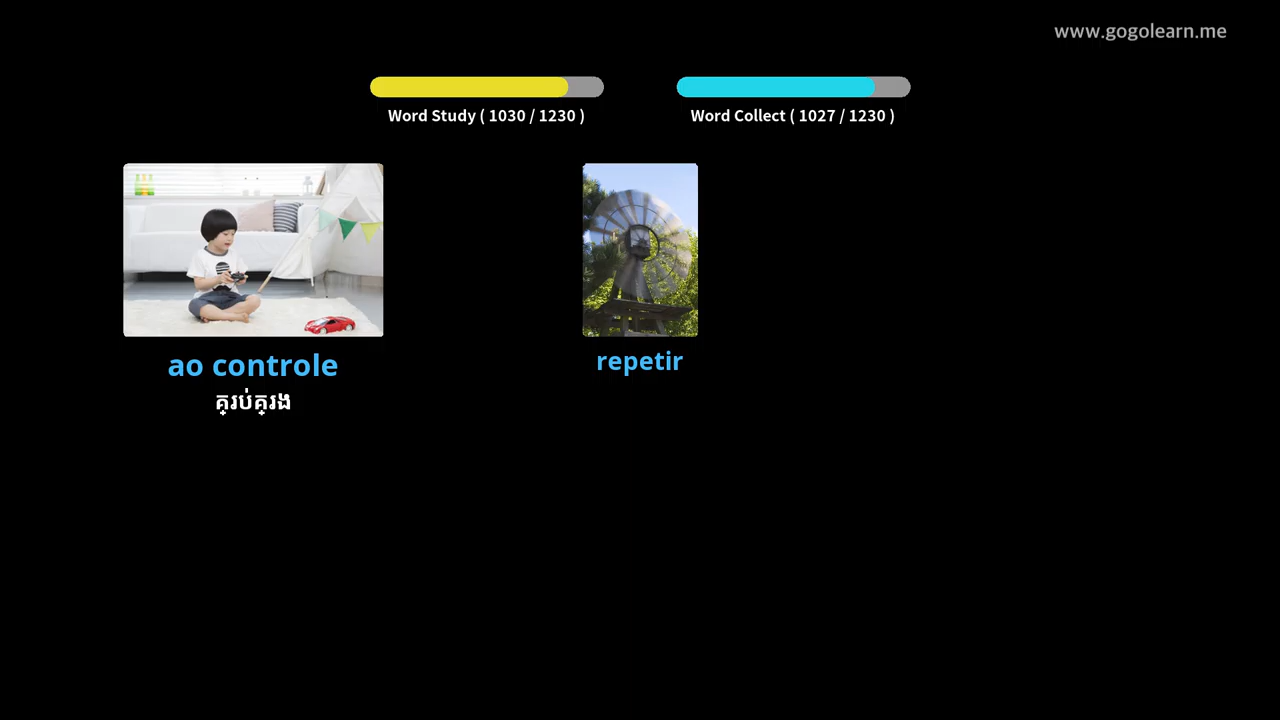 www.gogolearn.me
Word Study ( 1030 / 1230 )
Word Collect ( 1027 / 1230 )
ao controle
គ្រប់គ្រង
repetir